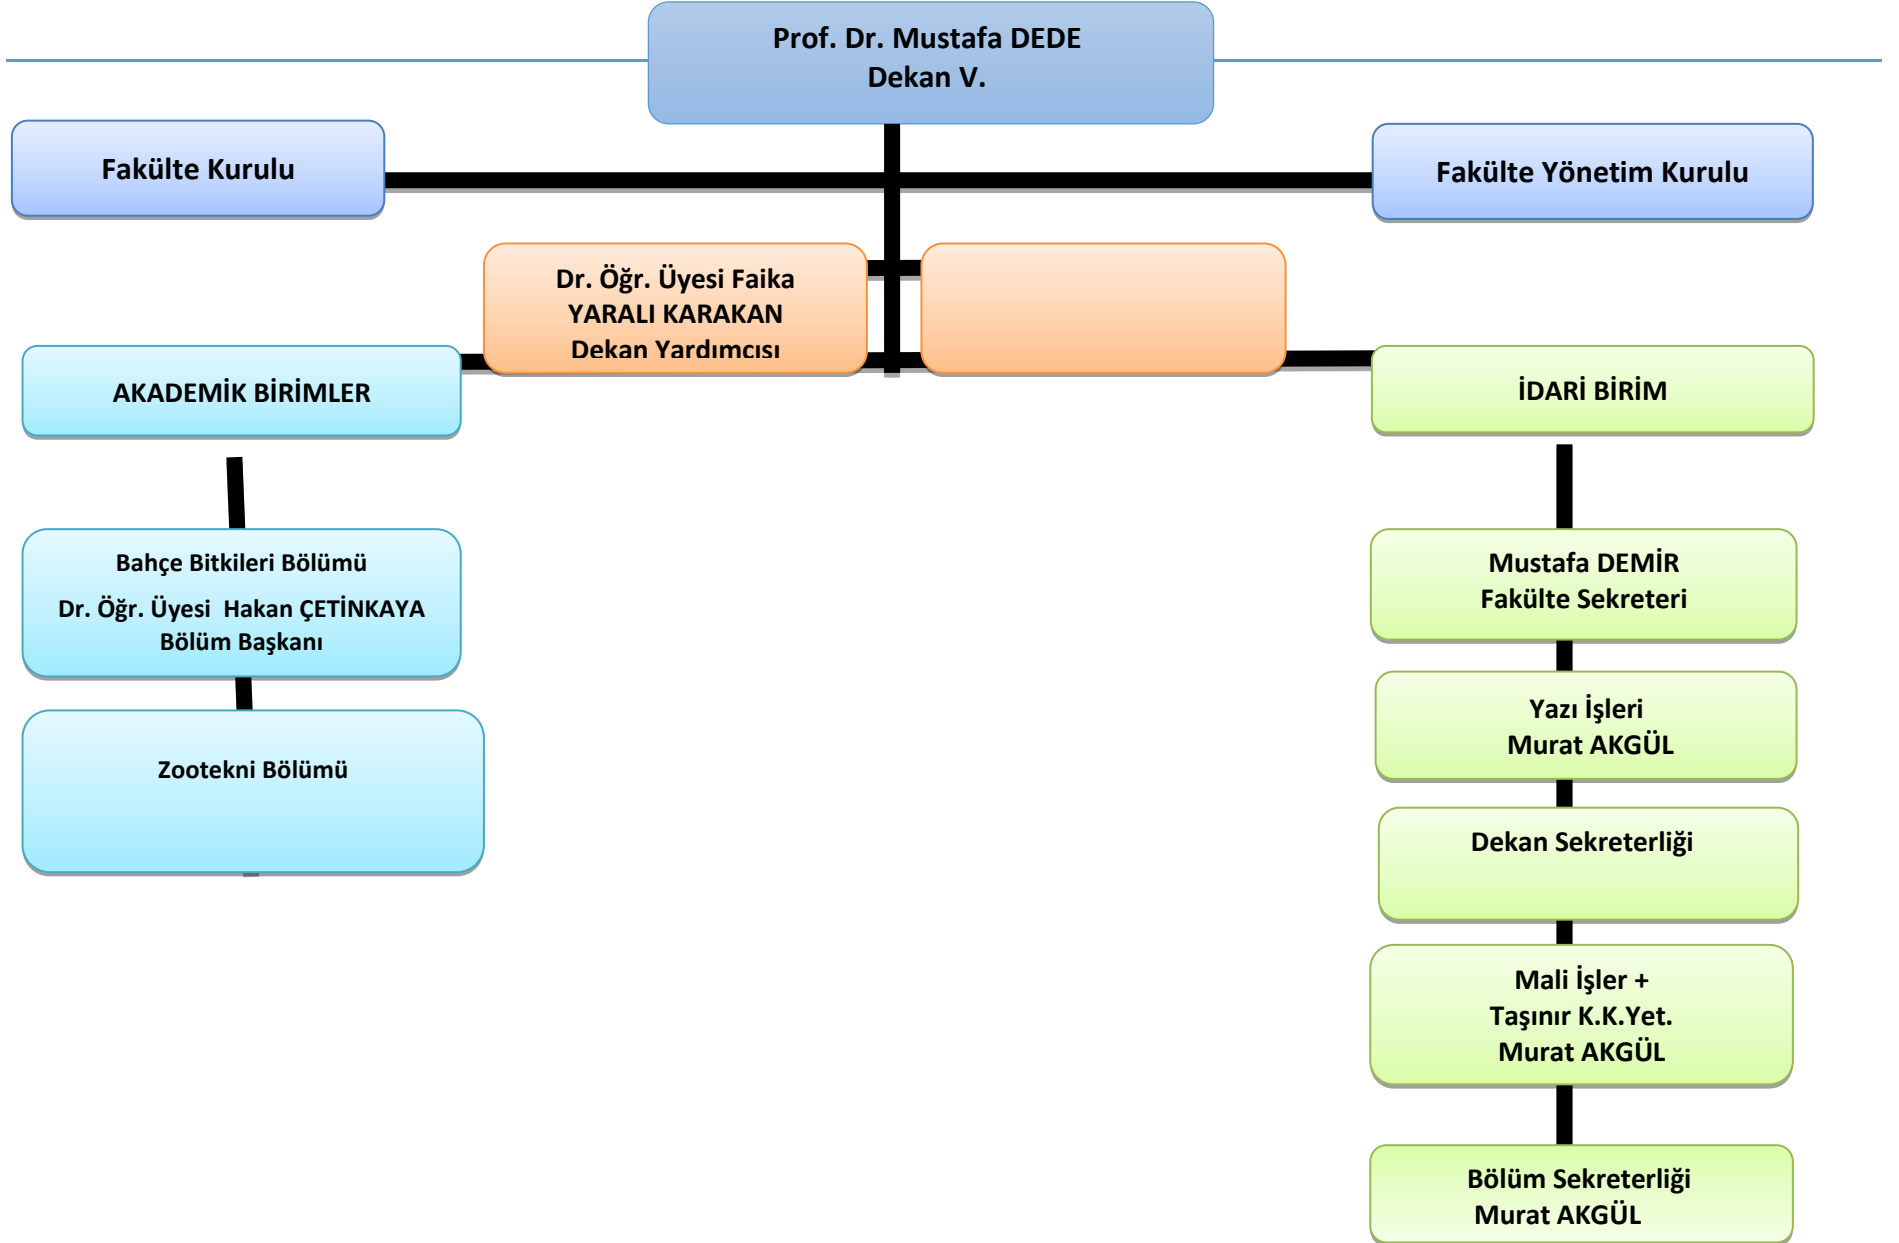 Prof. Dr. Mustafa DEDE
Dekan V.
Fakülte Kurulu
Fakülte Yönetim Kurulu
Dr. Öğr. Üyesi Faika
YARALI KARAKAN
Dekan Yardımcısı
AKADEMİK BİRİMLER
İDARİ BİRİM
Bahçe Bitkileri Bölümü
Dr. Öğr. Üyesi  Hakan ÇETİNKAYA
Bölüm Başkanı
Zootekni Bölümü
Mustafa DEMİR
Fakülte Sekreteri
Yazı İşleri
Murat AKGÜL
Dekan Sekreterliği
Mali İşler +
Taşınır K.K.Yet.
Murat AKGÜL
Bölüm Sekreterliği
Murat AKGÜL